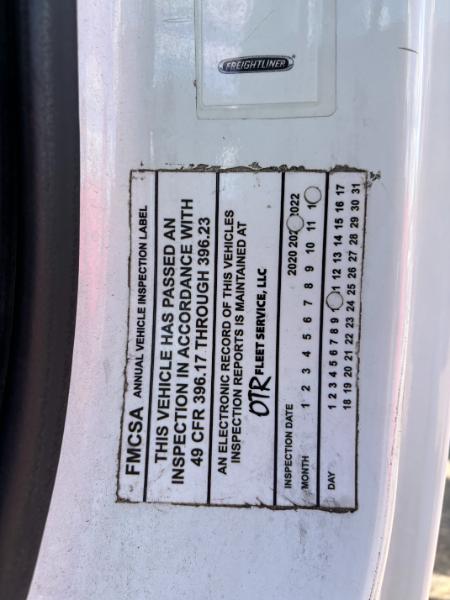 FREIGHTLINER
FMCSA ANNUAL VEHICLE INSPECTION LABEL
THIS VEHICLE HAS PASSED AN
INSPECTION IN ACCORDANCE WITH
49 CFR 396.17 THROUGH 396.23
AN ELECTRONIC RECORD OF THIS VEHICLES
INSPECTION REPORTS IS MAINTAINED AT
OTR FLEET SERVICE, LLC
INSPECTION DATE 2020 2022
MONTH 1 2 3 4 5 6 7 8 9 10 11
DAY 1 2 3 4 5 6 7 8 9 11 12 13 14 15 16 17
18 19 20 21 22 23 24 25 26 27 28 29 30 31